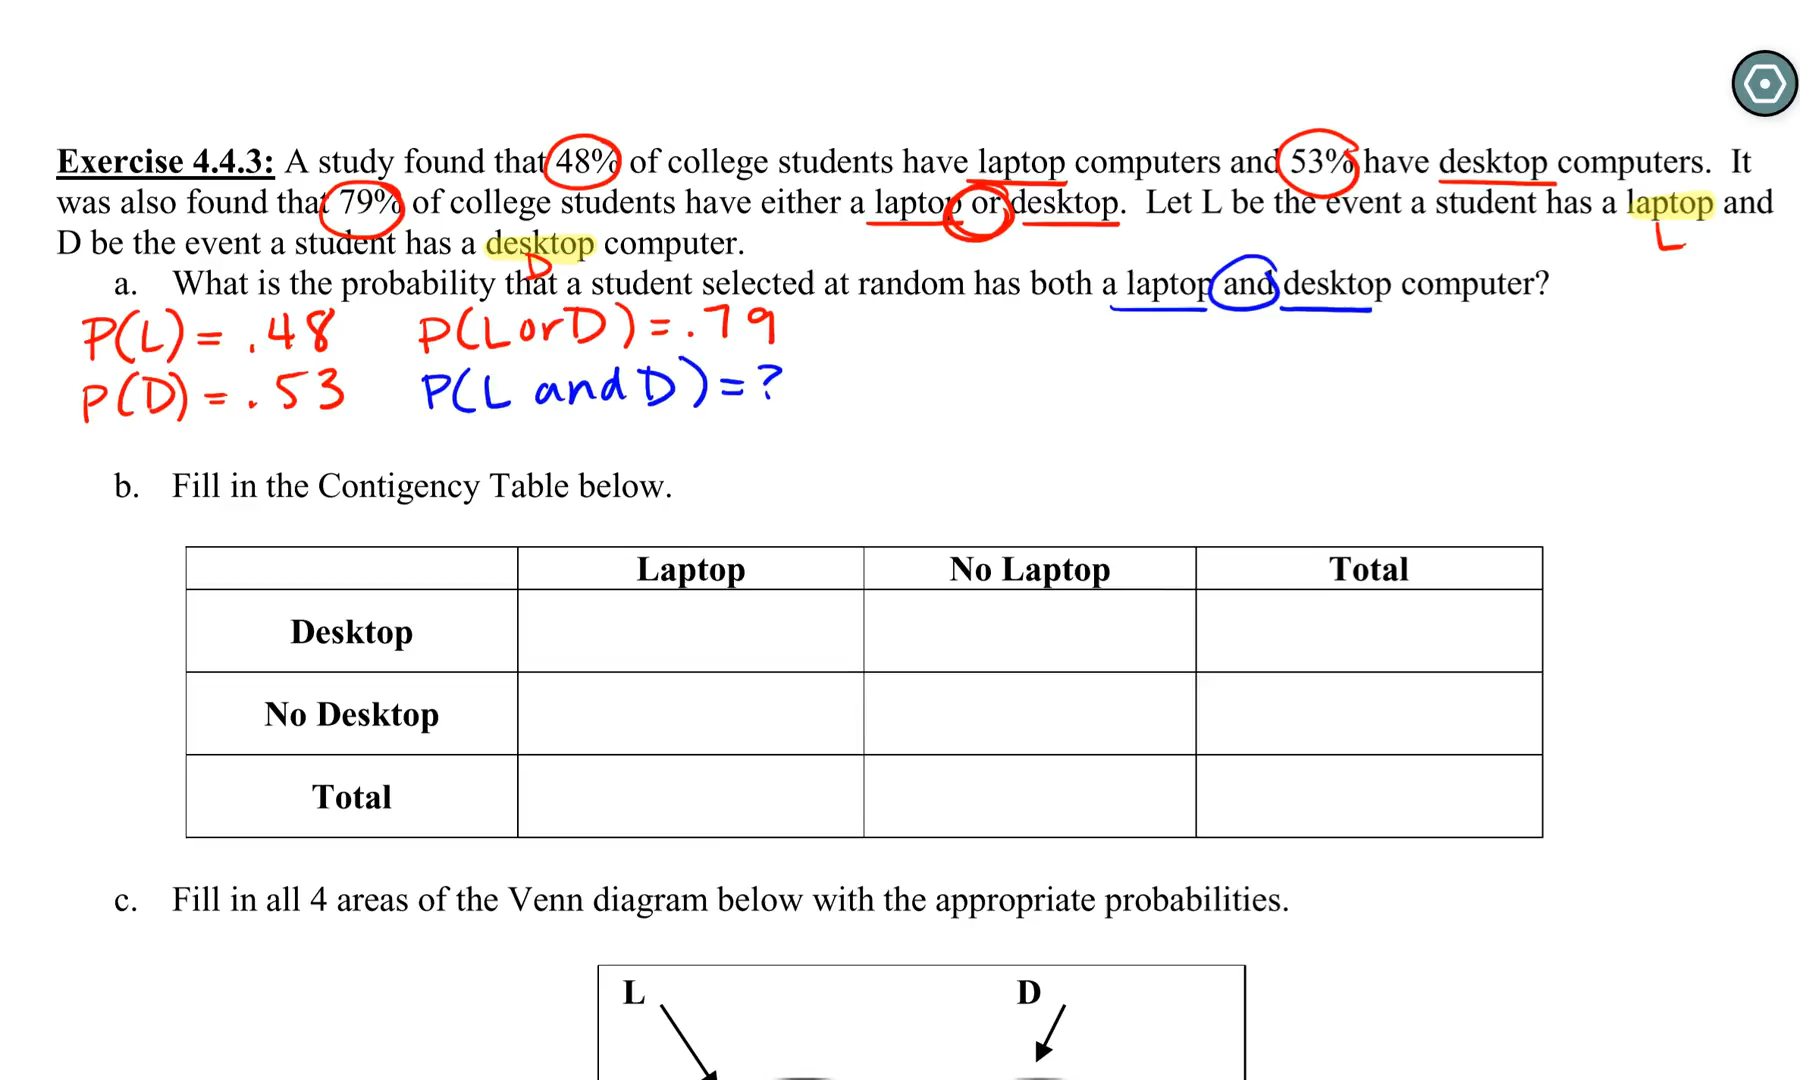 Exercise 4.4.3: A study found that 48% of college students have laptop computers and 53% have desktop computers. It
was also found that 79% of college students have either a laptop or desktop. Let L be the event a student has a laptop and
L
D be the event a student has a desktop computer.
D
a. What is the probability that a student selected at random has both a laptop and desktop computer?
P(L) = .48 P(L or D) = .79
P(D) = .53 P(L and D) = ?
b. Fill in the Contigency Table below.
Laptop No Laptop Total
Desktop
No Desktop
Total
c. Fill in all 4 areas of the Venn diagram below with the appropriate probabilities.
L D